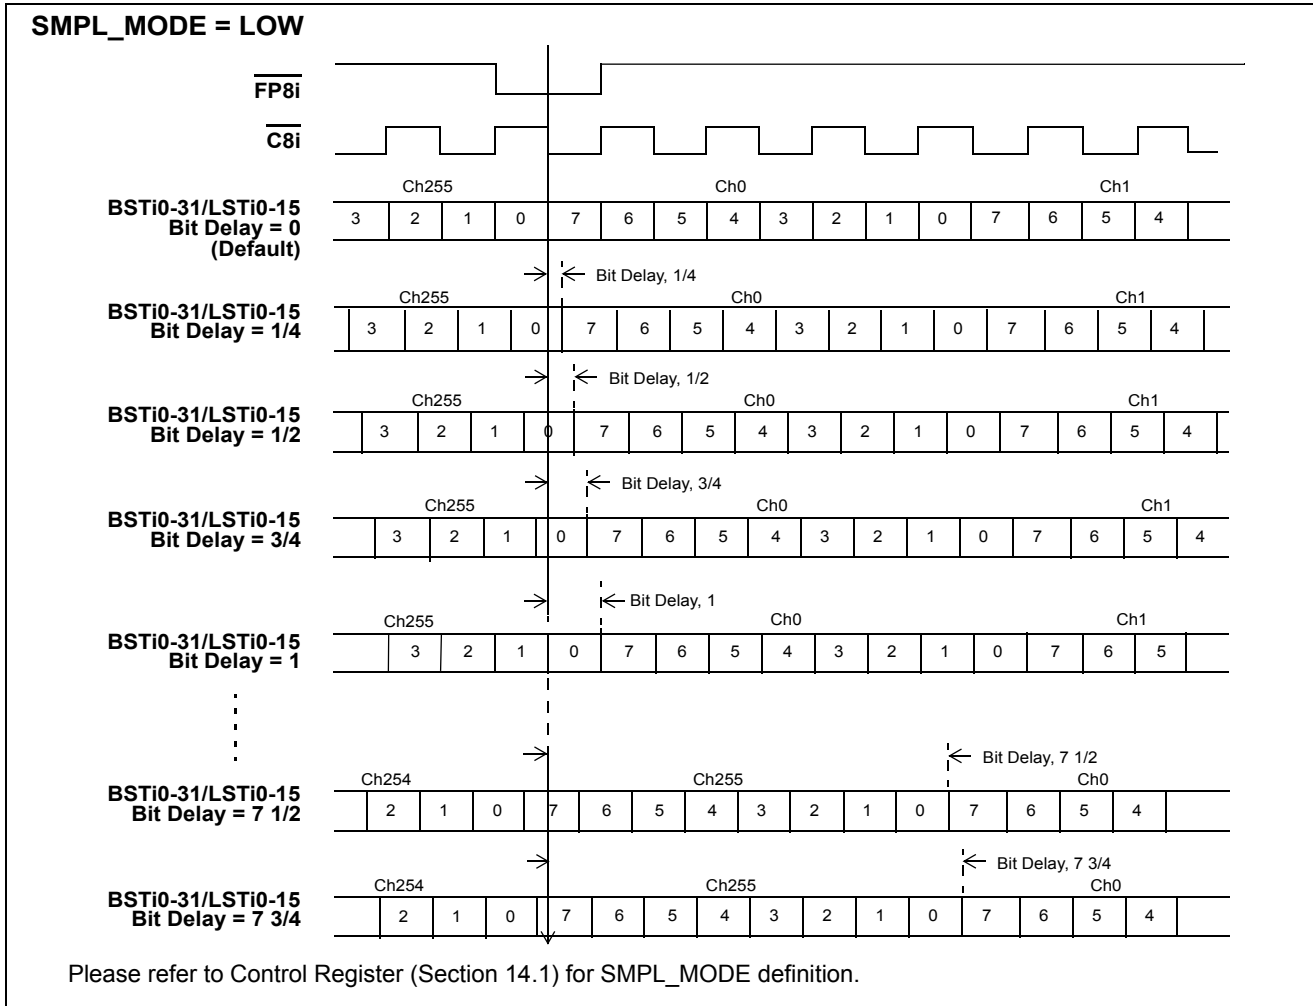 SMPL_MODE = LOW
FP8i
C8i
Ch255 Ch0 Ch1
BSTi0-31/LSTi0-15
Bit Delay = 0
(Default)
3 2 1 0 7 6 5 4 3 2 1 0 7 6 5 4
Bit Delay, 1/4
Ch255 Ch0 Ch1
BSTi0-31/LSTi0-15
Bit Delay = 1/4
3 2 1 0 7 6 5 4 3 2 1 0 7 6 5 4
Bit Delay, 1/2
Ch255 Ch0 Ch1
BSTi0-31/LSTi0-15
Bit Delay = 1/2
3 2 1 0 7 6 5 4 3 2 1 0 7 6 5 4
Bit Delay, 3/4
Ch255 Ch0 Ch1
BSTi0-31/LSTi0-15
Bit Delay = 3/4
3 2 1 0 7 6 5 4 3 2 1 0 7 6 5 4
Bit Delay, 1
Ch255 Ch0 Ch1
BSTi0-31/LSTi0-15
Bit Delay = 1
3 2 1 0 7 6 5 4 3 2 1 0 7 6 5
Bit Delay, 7 1/2
Ch254 Ch255 Ch0
BSTi0-31/LSTi0-15
Bit Delay = 7 1/2
2 1 0 7 6 5 4 3 2 1 0 7 6 5 4
Bit Delay, 7 3/4
Ch254 Ch255 Ch0
BSTi0-31/LSTi0-15
Bit Delay = 7 3/4
2 1 0 7 6 5 4 3 2 1 0 7 6 5 4
Please refer to Control Register (Section 14.1) for SMPL_MODE definition.